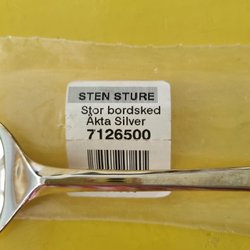 STEN STURE
Stor bordsked
Äkta Silver
7126500